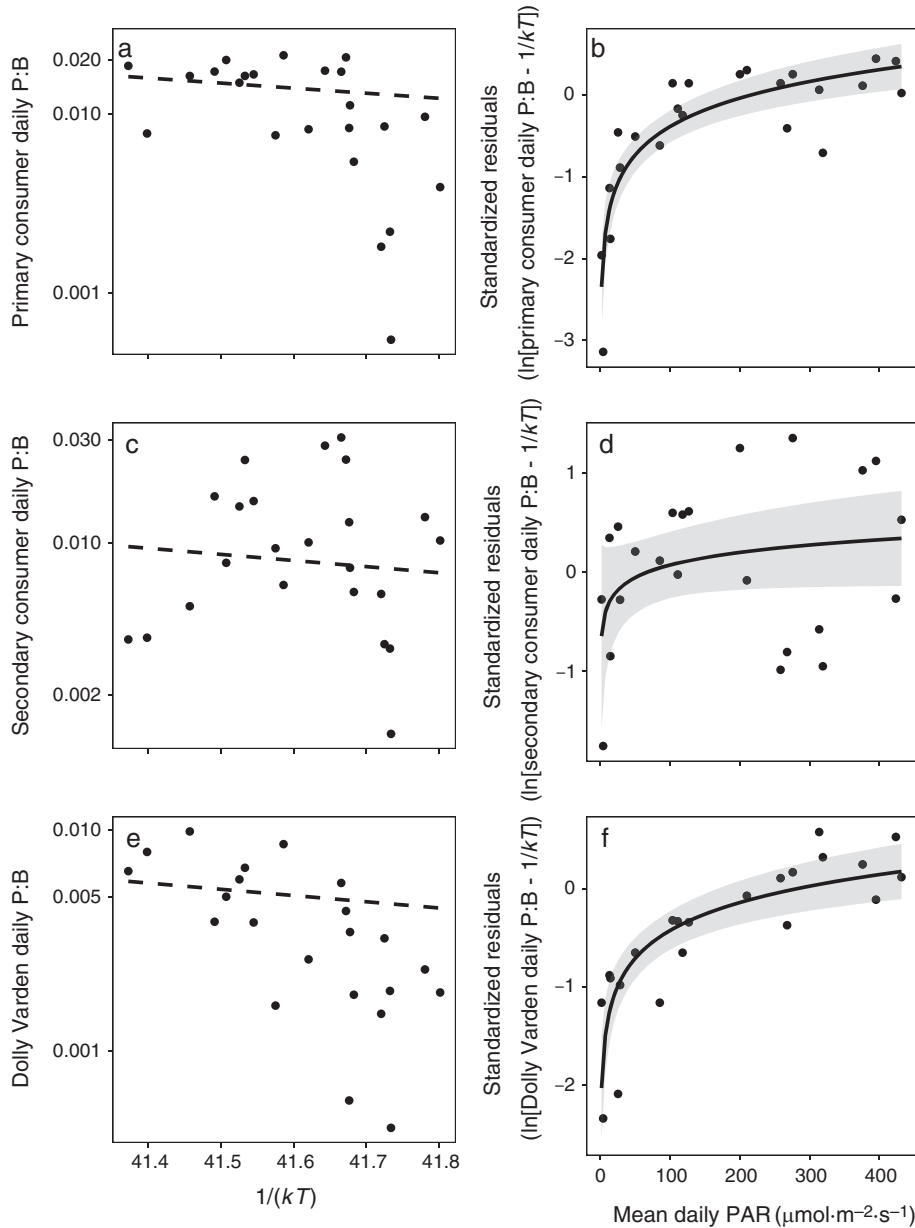 a
Primary consumer daily P:B
0.020
0.010
0.001
b
Standardized residuals
(ln[primary consumer daily P:B - 1/kT])
0
−1
−2
−3
c
Secondary consumer daily P:B
0.030
0.010
0.002
d
Standardized residuals
(ln[secondary consumer daily P:B - 1/kT])
1
0
−1
e
Dolly Varden daily P:B
0.010
0.005
0.001
41.4 41.5 41.6 41.7 41.8
1/(kT)
f
Standardized residuals
(ln[Dolly Varden daily P:B - 1/kT])
0
−1
−2
0 100 200 300 400
Mean daily PAR (μmol·m−2·s−1)